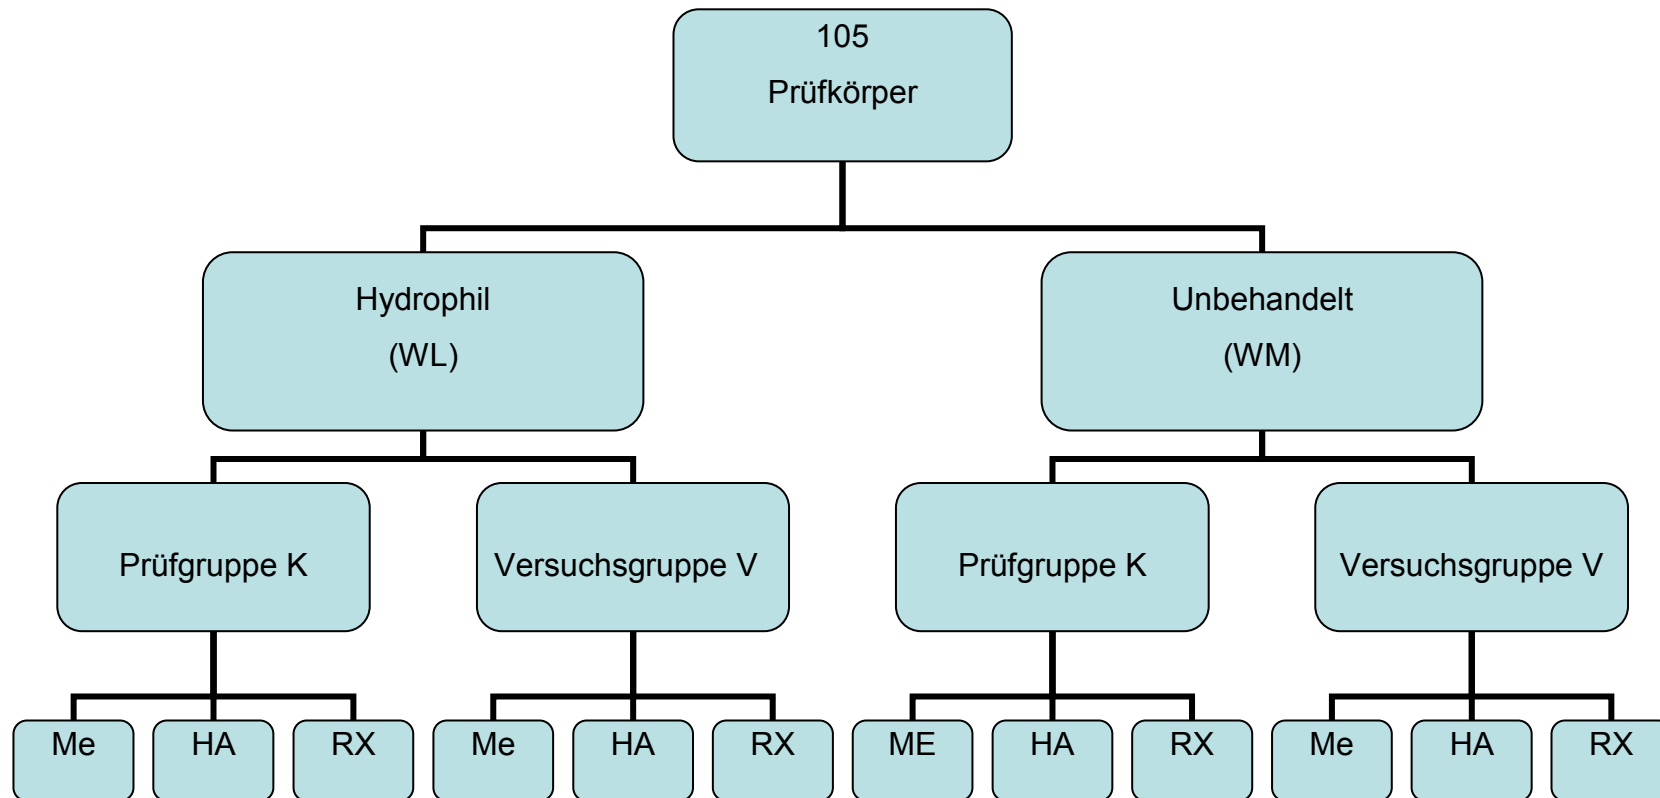 105
Prüfkörper
Hydrophil
(WL)
Unbehandelt
(WM)
Prüfgruppe K
Versuchsgruppe V
Prüfgruppe K
Versuchsgruppe V
Me
HA
RX
Me
HA
RX
ME
HA
RX
Me
HA
RX